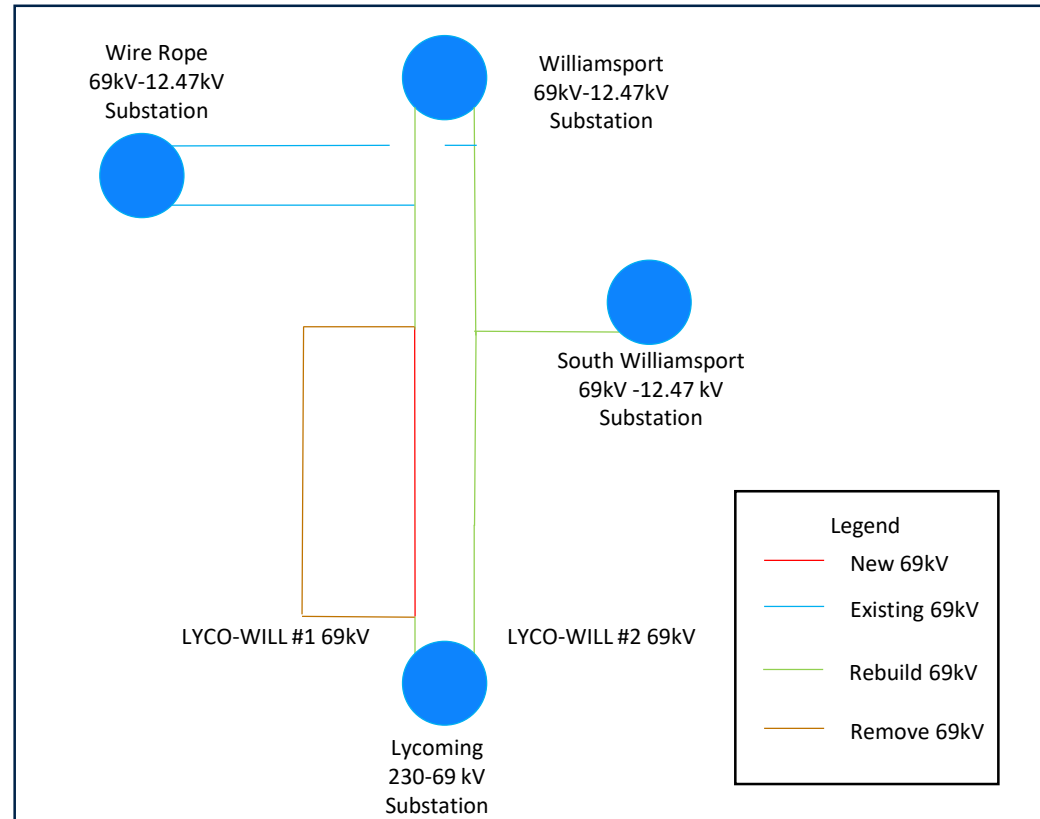 Wire Rope
69kV-12.47kV
Substation
Williamsport
69kV-12.47kV
Substation
South Williamsport
69kV -12.47 kV
Substation
LYCO-WILL #1 69kV
LYCO-WILL #2 69kV
Lycoming
230-69 kV
Substation
Legend
New 69kV
Existing 69kV
Rebuild 69kV
Remove 69kV